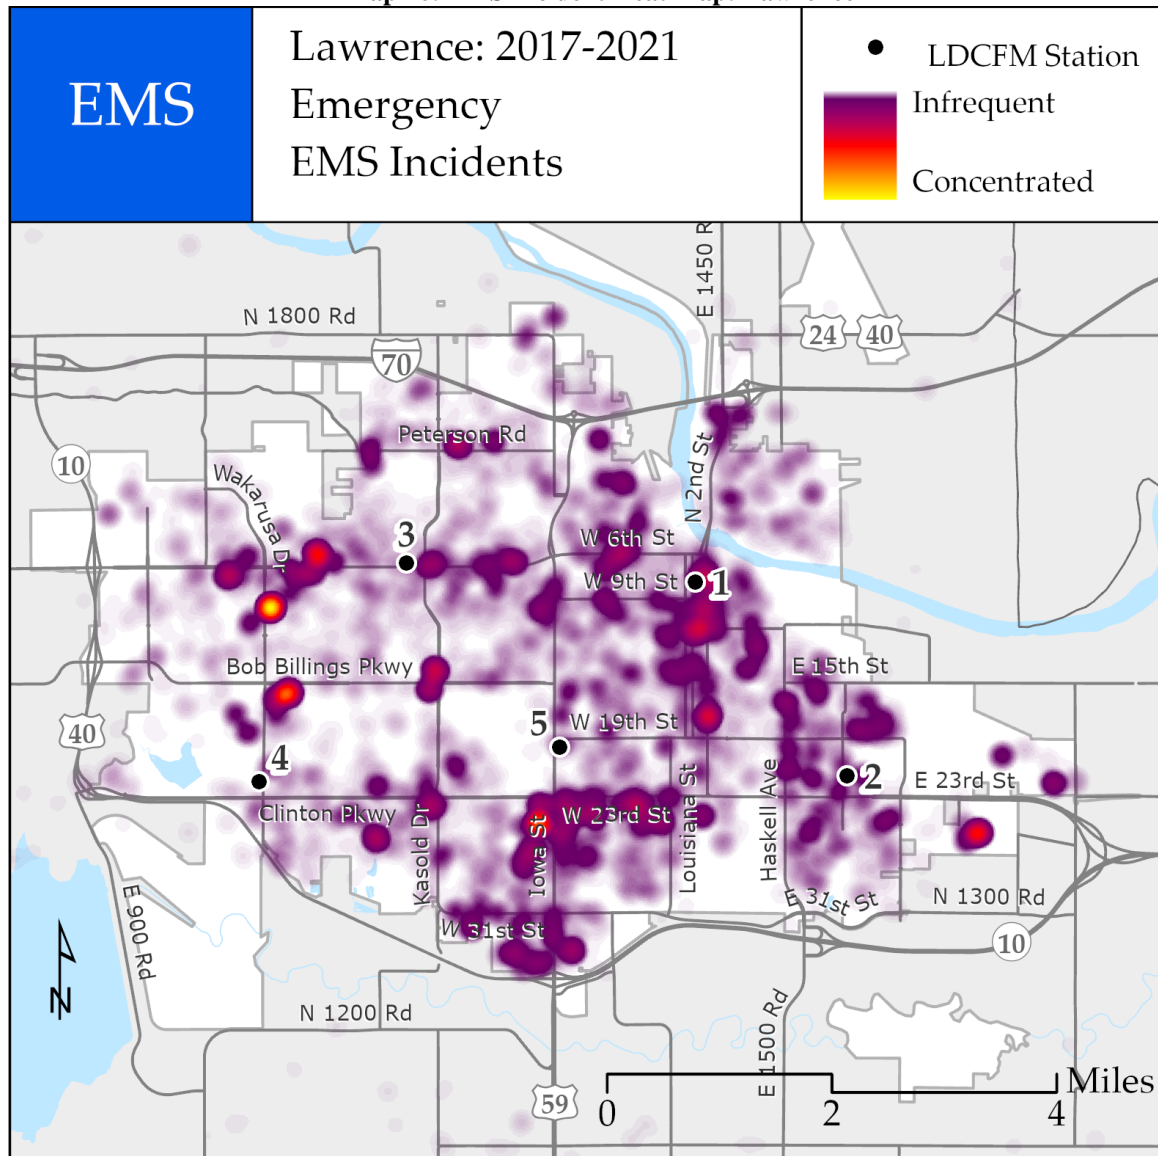 EMS
Lawrence: 2017-2021
Emergency
EMS Incidents
LDCFM Station
Infrequent
Concentrated
E 1450 R
N 1800 Rd
24
40
70
Peterson Rd
10
Wakarusa Dr
N 2nd St
3
W 6th St
W 9th St
1
Bob Billings Pkwy
E 15th St
40
5
W 19th St
4
2
E 23rd St
Clinton Pkwy
W 23rd St
Kasold Dr
Iowa St
Louisiana St
Haskell Ave
E 900 Rd
W 31st St
E 31st St
N 1300 Rd
10
N
N 1200 Rd
E 1500 Rd
59
Miles
0
2
4